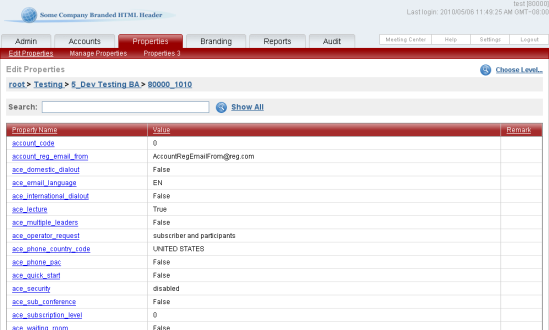 test [00000]
Some Company Branded HTML Header
Last login: 2010/05/06 11:49:25 AM GMT-08:00
Admin Accounts Properties Branding Reports Audit Meeting Center Help Settings Logout
Edit Properties Manage Properties Properties 3
Edit Properties Choose Level...
root > Testing > 5_Dev Testing BA > 80000_1010
Search: Show All
Property Name Value Remark
account_code 0
account_reg_email_from AccountRegEmailFrom@reg.com
ace_domestic_dialout False
ace_email_language EN
ace_international_dialout False
ace_lecture True
ace_multiple_leaders False
ace_operator_request subscriber and participants
ace_phone_country_code UNITED STATES
ace_phone_pac False
ace_quick_start False
ace_security disabled
ace_sub_conference False
ace_subscription_level 0
ace_waiting_room False